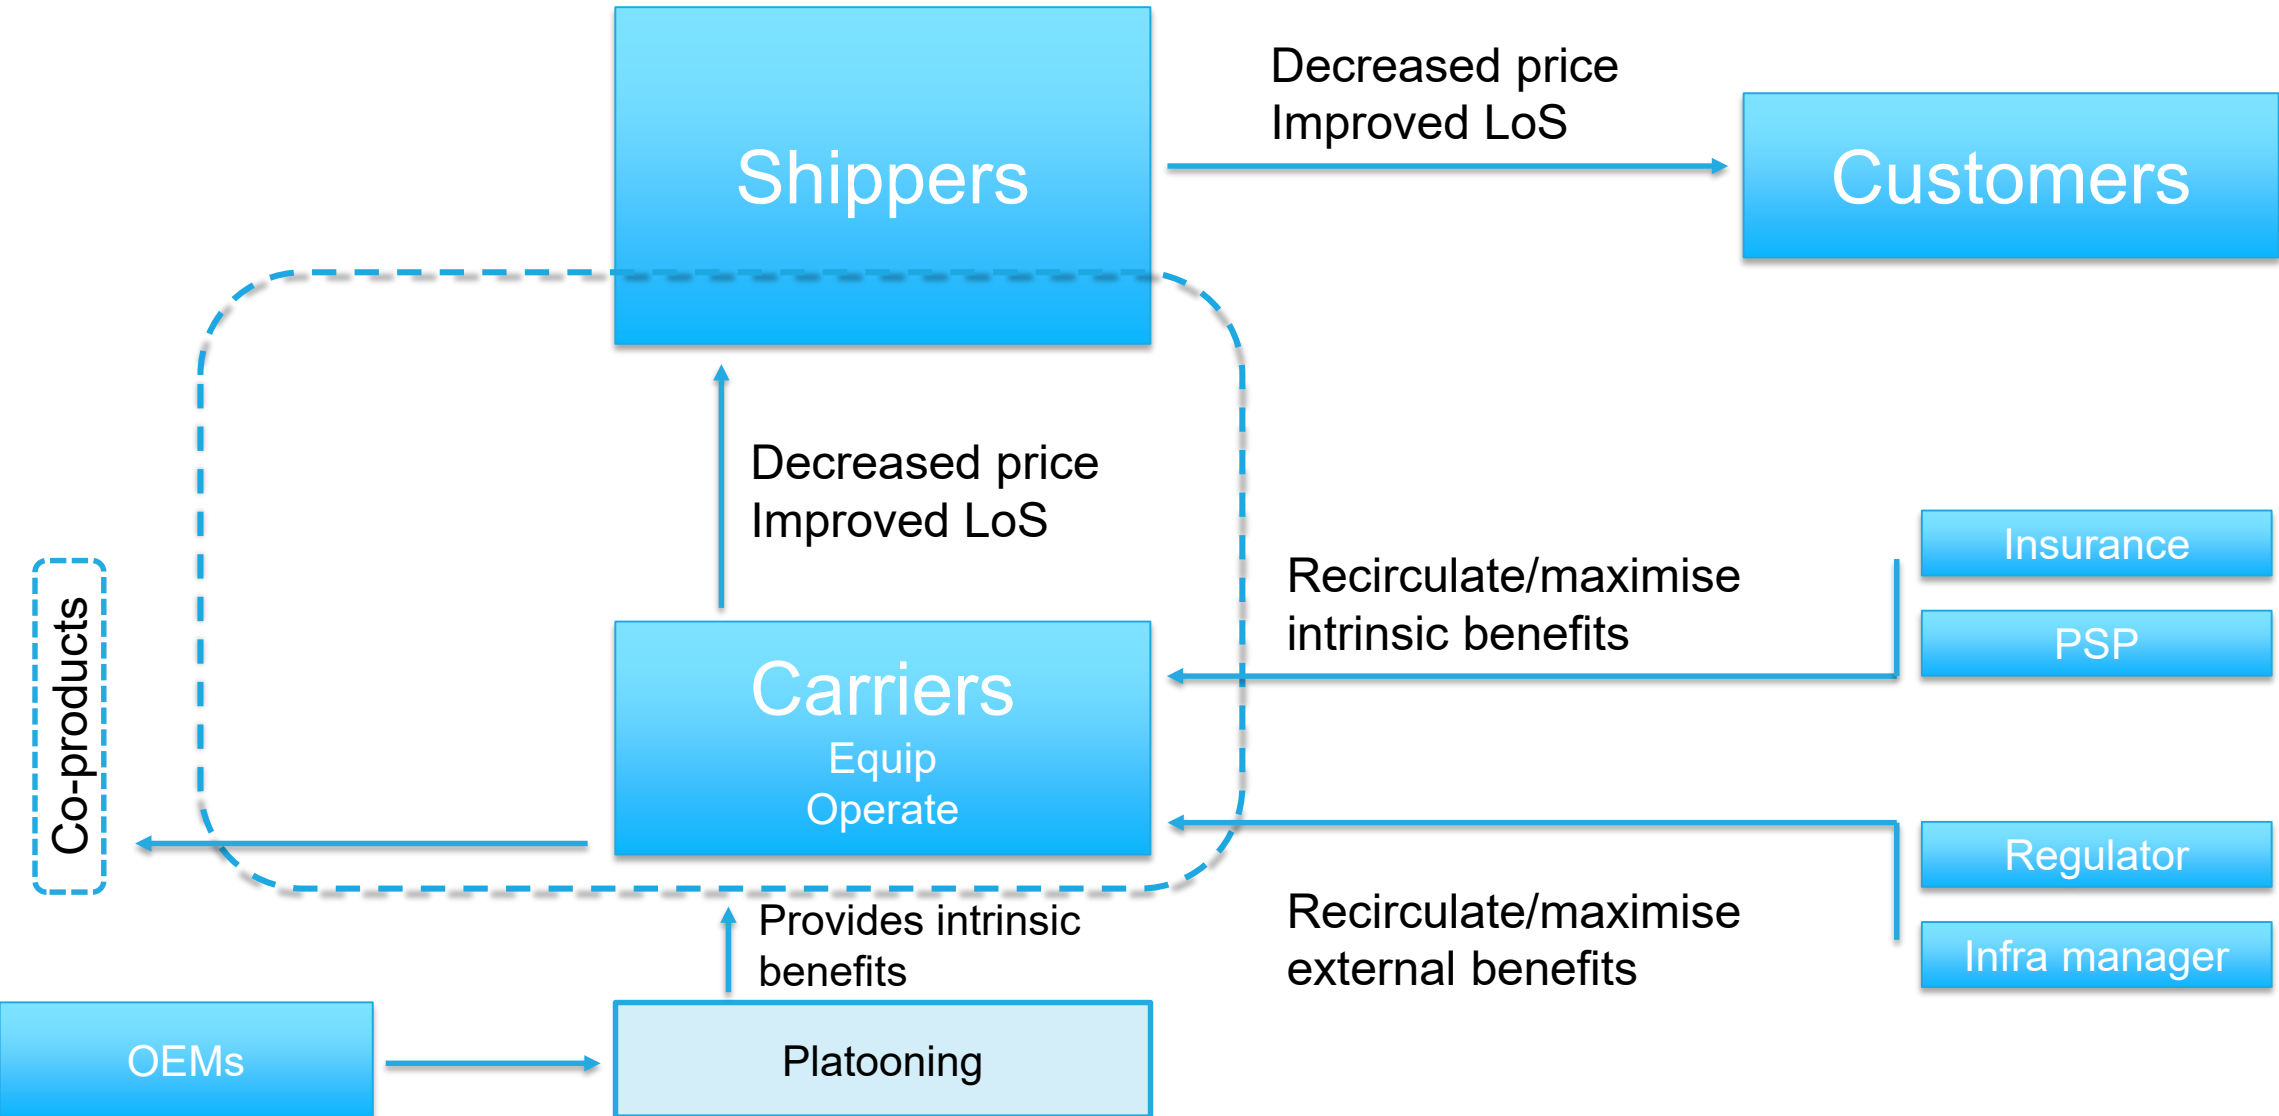 Decreased price
Improved LoS
Shippers
Customers
Decreased price
Improved LoS
Insurance
Recirculate/maximise
intrinsic benefits
PSP
Co-products
Carriers
Equip
Operate
Regulator
Recirculate/maximise
external benefits
Infra manager
Provides intrinsic
benefits
OEMs
Platooning